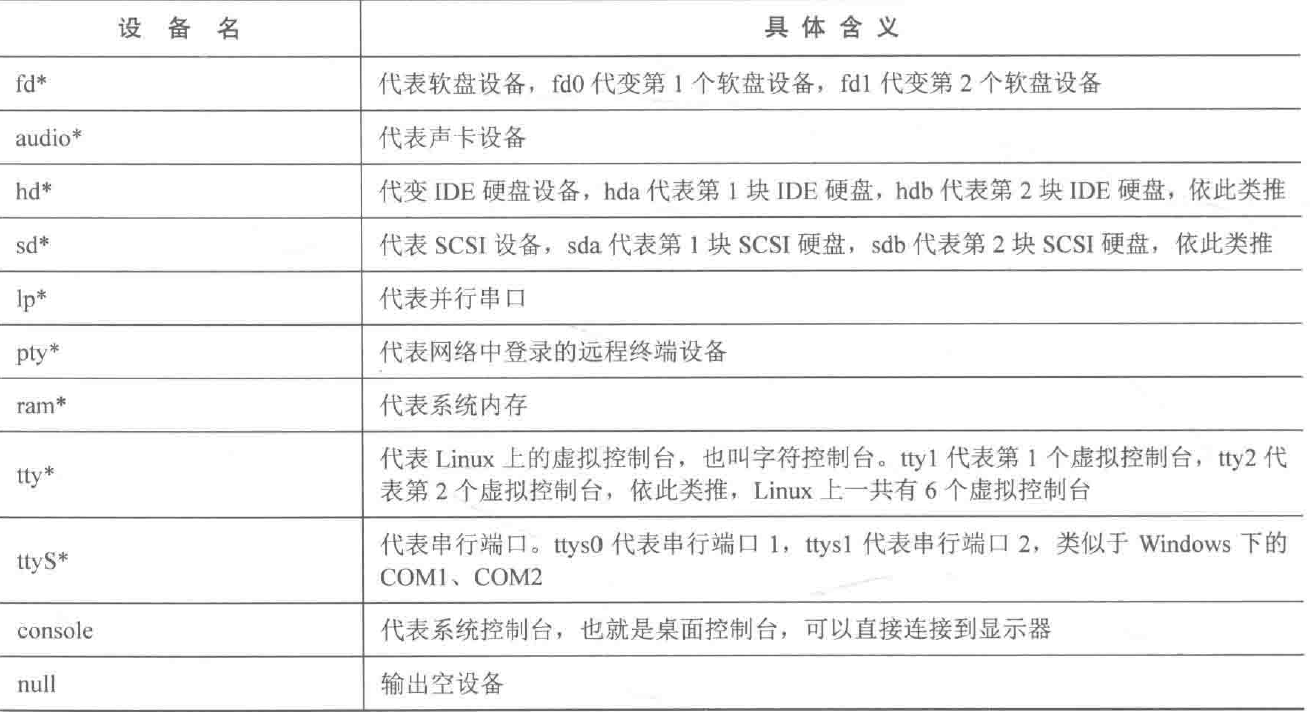 设 备 名 具 体 含 义
fd* 代表软盘设备，fd0 代变第 1 个软盘设备，fd1 代变第 2 个软盘设备
audio* 代表声卡设备
hd* 代变 IDE 硬盘设备，hda 代表第 1 块 IDE 硬盘，hdb 代表第 2 块 IDE 硬盘，依此类推
sd* 代表 SCSI 设备，sda 代表第 1 块 SCSI 硬盘，sdb 代表第 2 块 SCSI 硬盘，依此类推
lp* 代表并行串口
pty* 代表网络中登录的远程终端设备
ram* 代表系统内存
tty* 代表 Linux 上的虚拟控制台，也叫字符控制台。tty1 代表第 1 个虚拟控制台，tty2 代
表第 2 个虚拟控制台，依此类推，Linux 上一共有 6 个虚拟控制台
ttyS* 代表串行端口。ttys0 代表串行端口 1，ttys1 代表串行端口 2，类似于 Windows 下的
COM1、COM2
console 代表系统控制台，也就是桌面控制台，可以直接连接到显示器
null 输出空设备